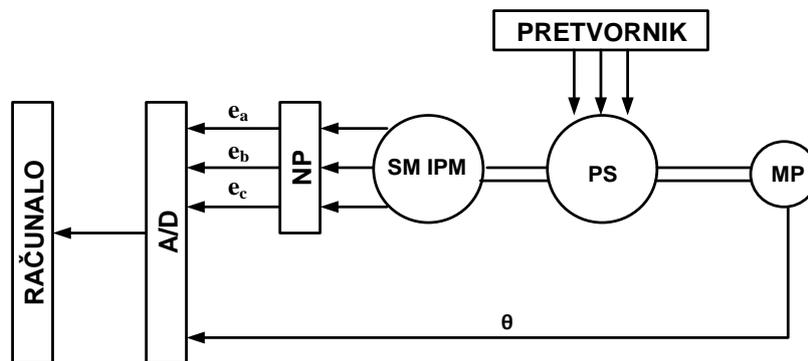 PRETVORNIK
RAČUNALO
A/D
e_a
e_b
e_c
NP
SM IPM
PS
MP
θ